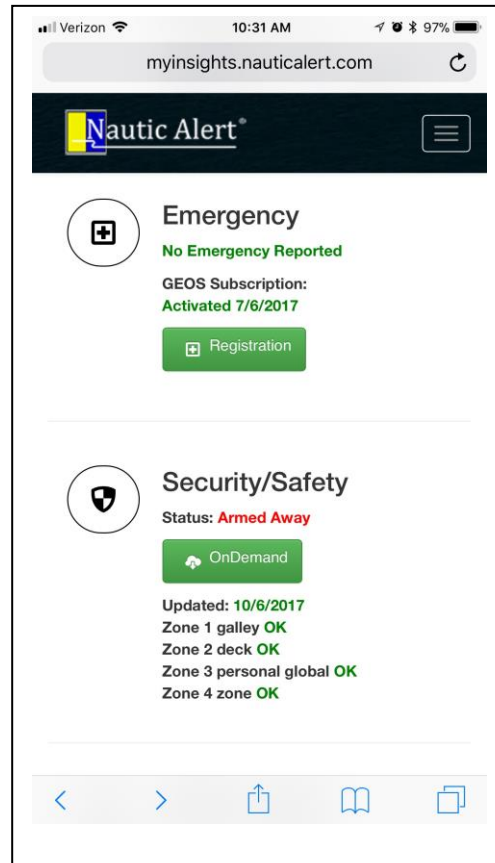 Verizon 10:31 AM 97%
myinsights.nauticalert.com
Nautic Alert®
Emergency
No Emergency Reported
GEOS Subscription:
Activated 7/6/2017
Registration
Security/Safety
Status: Armed Away
OnDemand
Updated: 10/6/2017
Zone 1 galley OK
Zone 2 deck OK
Zone 3 personal global OK
Zone 4 zone OK